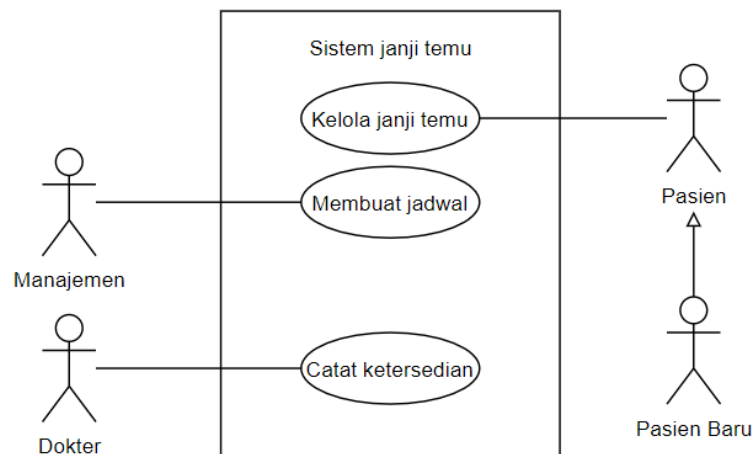 Sistem janji temu
Kelola janji temu
Pasien
Membuat jadwal
Manajemen
Catat ketersedian
Dokter
Pasien Baru